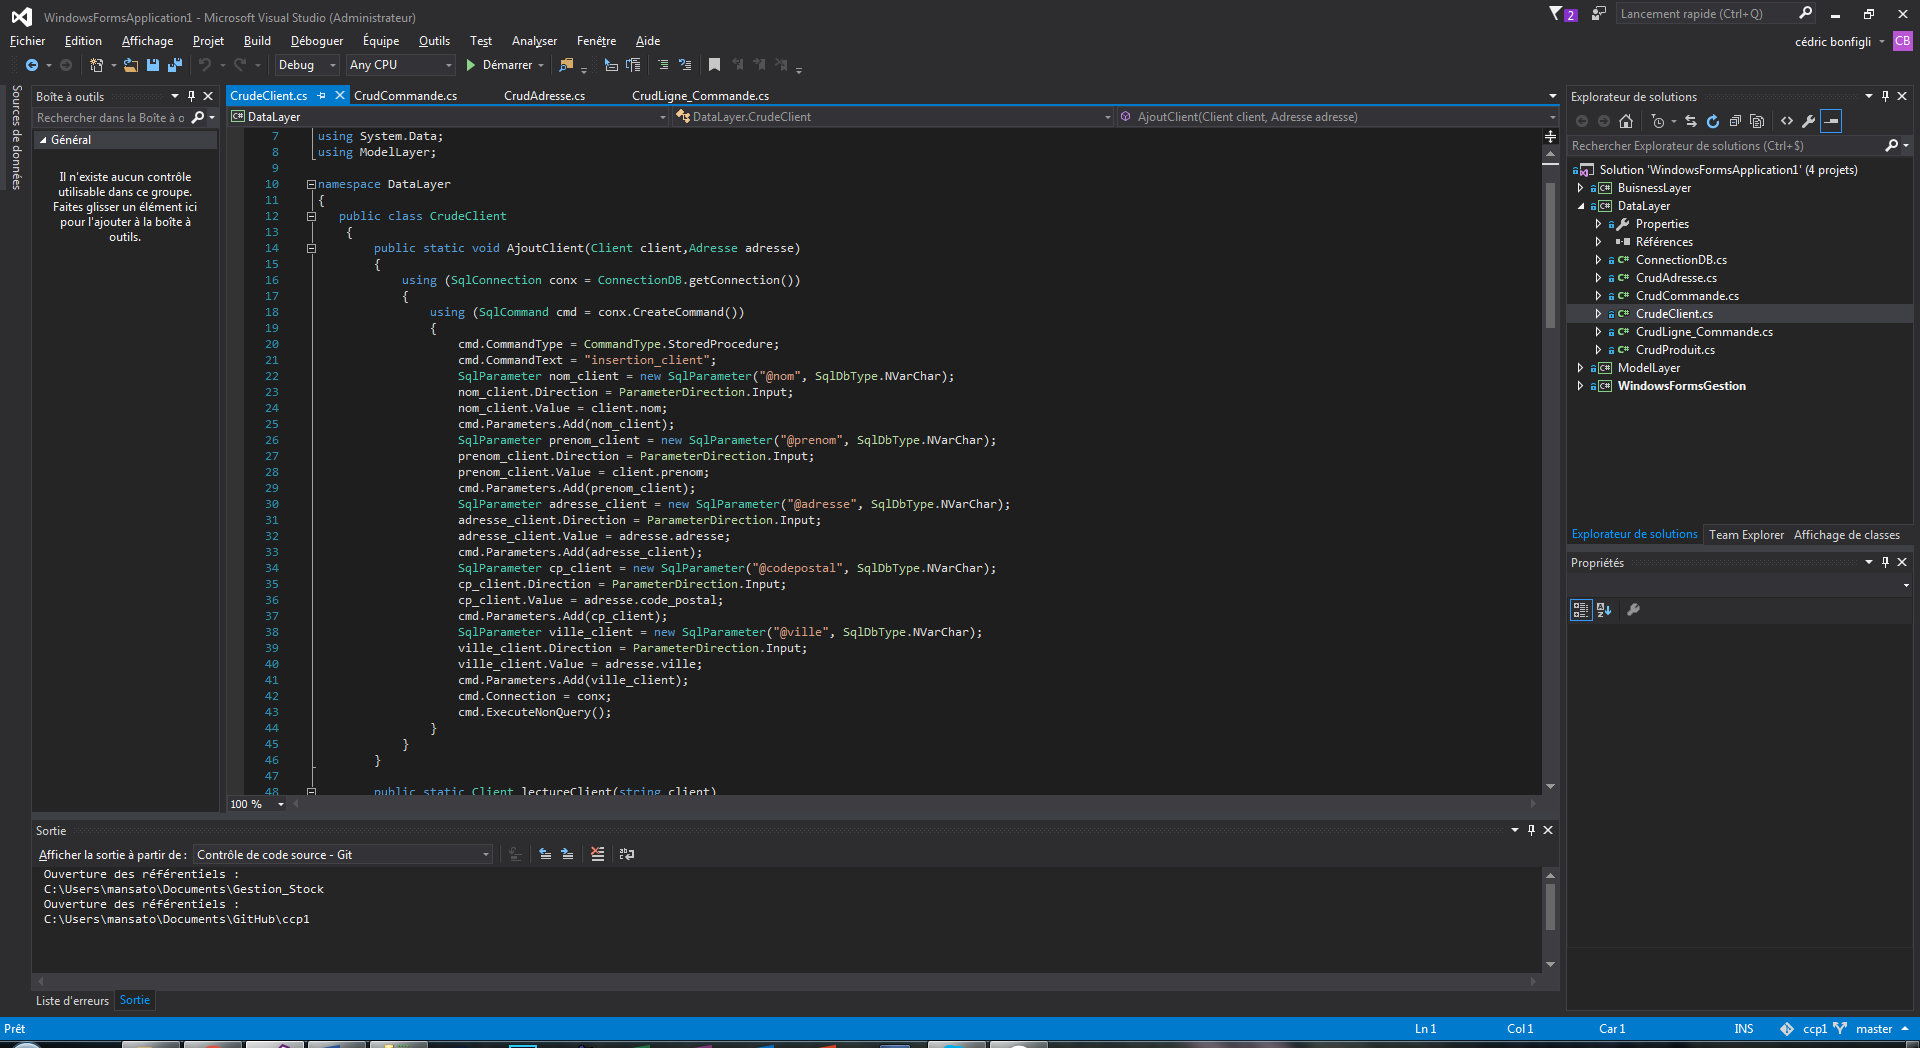 WindowsFormsApplication1 - Microsoft Visual Studio (Administrateur)
2
Lancement rapide (Ctrl+Q)
Fichier Edition Affichage Projet Build Déboguer Équipe Outils Test Analyser Fenêtre Aide
cédric bonfigli CB
Debug Any CPU Démarrer
Sources de données
Boîte à outils
Rechercher dans la Boîte à o
Général
Il n'existe aucun contrôle
utilisable dans ce groupe.
Faites glisser un élément ici
pour l'ajouter à la boîte à
outils.
CrudeClient.cs CrudCommande.cs CrudAdresse.cs CrudLigne_Commande.cs
DataLayer DataLayer.CrudeClient AjoutClient(Client client, Adresse adresse)
7 using System.Data;
8 using ModelLayer;
9
10 namespace DataLayer
11 {
12 public class CrudeClient
13 {
14 public static void AjoutClient(Client client,Adresse adresse)
15 {
16 using (SqlConnection conx = ConnectionDB.getConnection())
17 {
18 using (SqlCommand cmd = conx.CreateCommand())
19 {
20 cmd.CommandType = CommandType.StoredProcedure;
21 cmd.CommandText = "insertion_client";
22 SqlParameter nom_client = new SqlParameter("@nom", SqlDbType.NVarChar);
23 nom_client.Direction = ParameterDirection.Input;
24 nom_client.Value = client.nom;
25 cmd.Parameters.Add(nom_client);
26 SqlParameter prenom_client = new SqlParameter("@prenom", SqlDbType.NVarChar);
27 prenom_client.Direction = ParameterDirection.Input;
28 prenom_client.Value = client.prenom;
29 cmd.Parameters.Add(prenom_client);
30 SqlParameter adresse_client = new SqlParameter("@adresse", SqlDbType.NVarChar);
31 adresse_client.Direction = ParameterDirection.Input;
32 adresse_client.Value = adresse.adresse;
33 cmd.Parameters.Add(adresse_client);
34 SqlParameter cp_client = new SqlParameter("@codepostal", SqlDbType.NVarChar);
35 cp_client.Direction = ParameterDirection.Input;
36 cp_client.Value = adresse.code_postal;
37 cmd.Parameters.Add(cp_client);
38 SqlParameter ville_client = new SqlParameter("@ville", SqlDbType.NVarChar);
39 ville_client.Direction = ParameterDirection.Input;
40 ville_client.Value = adresse.ville;
41 cmd.Parameters.Add(ville_client);
42 cmd.Connection = conx;
43 cmd.ExecuteNonQuery();
44 }
45 }
46 }
47
48 public static Client lectureClient(string client)
100 %
Explorateur de solutions
Rechercher Explorateur de solutions (Ctrl+$)
Solution 'WindowsFormsApplication1' (4 projets)
BuisnessLayer
DataLayer
Properties
Références
ConnectionDB.cs
CrudAdresse.cs
CrudCommande.cs
CrudeClient.cs
CrudLigne_Commande.cs
CrudProduit.cs
ModelLayer
WindowsFormsGestion
Explorateur de solutions Team Explorer Affichage de classes
Propriétés
Sortie
Afficher la sortie à partir de : Contrôle de code source - Git
Ouverture des référentiels :
C:\Users\mansato\Documents\Gestion_Stock
Ouverture des référentiels :
C:\Users\mansato\Documents\GitHub\ccp1
Liste d'erreurs Sortie
Prêt Ln 1 Col 1 Car 1 INS ccp1 master